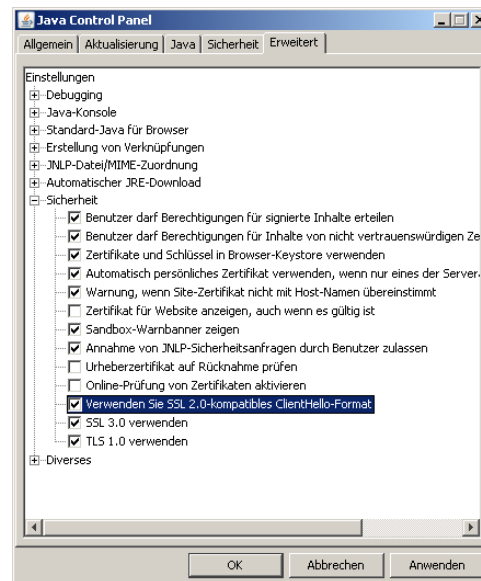 Java Control Panel
Allgemein Aktualisierung Java Sicherheit Erweitert
Einstellungen
Debugging
Java-Konsole
Standard-Java für Browser
Erstellung von Verknüpfungen
JNLP-Datei/MIME-Zuordnung
Automatischer JRE-Download
Sicherheit
Benutzer darf Berechtigungen für signierte Inhalte erteilen
Benutzer darf Berechtigungen für Inhalte von nicht vertrauenswürdigen Ze
Zertifikate und Schlüssel in Browser-Keystore verwenden
Automatisch persönliches Zertifikat verwenden, wenn nur eines der Server-
Warnung, wenn Site-Zertifikat nicht mit Host-Namen übereinstimmt
Zertifikat für Website anzeigen, auch wenn es gültig ist
Sandbox-Warnbanner zeigen
Annahme von JNLP-Sicherheitsanfragen durch Benutzer zulassen
Urheberzertifikat auf Rücknahme prüfen
Online-Prüfung von Zertifikaten aktivieren
Verwenden Sie SSL 2.0-kompatibles ClientHello-Format
SSL 3.0 verwenden
TLS 1.0 verwenden
Diverses
OK Abbrechen Anwenden